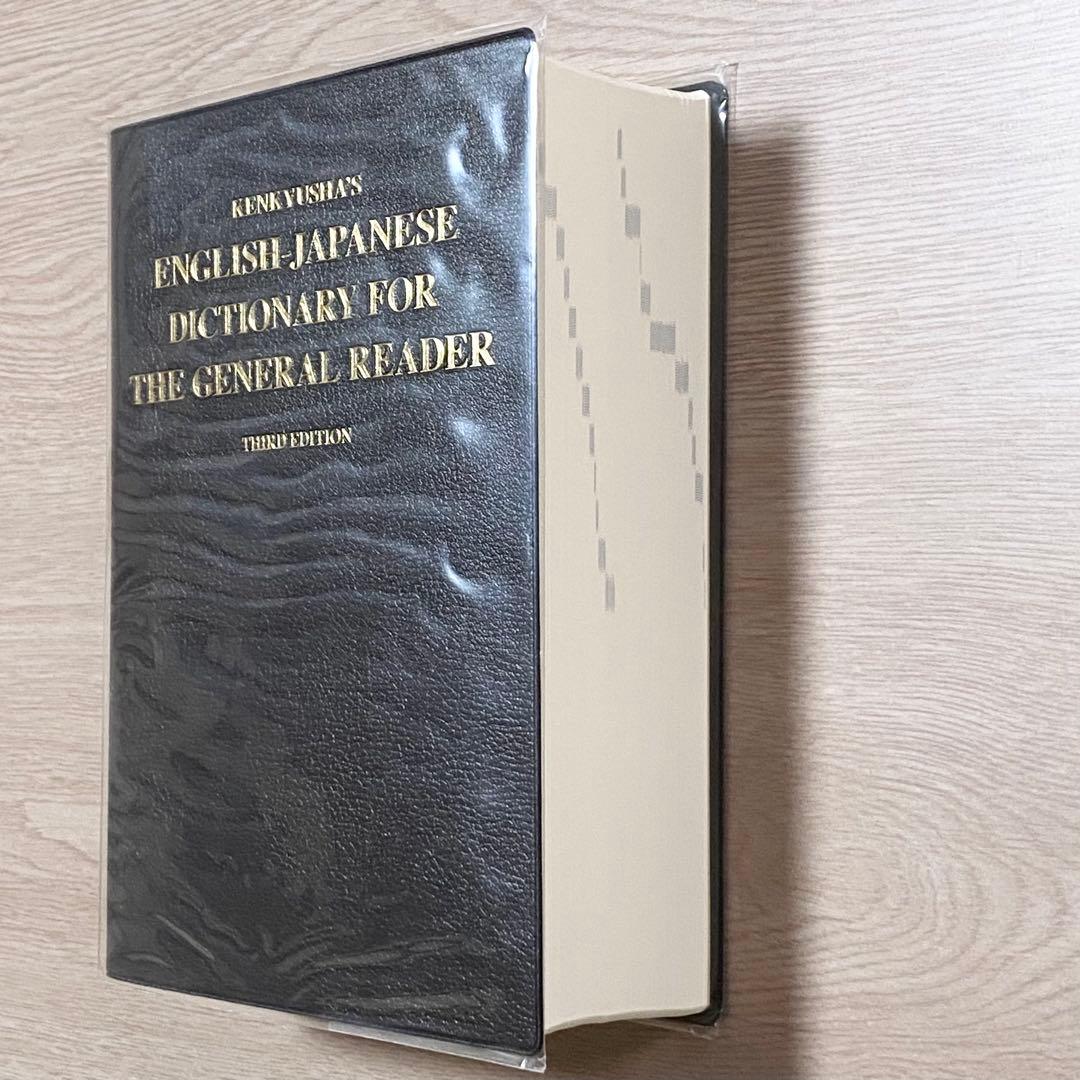 KENKYUSHA'S
ENGLISH-JAPANESE
DICTIONARY FOR
THE GENERAL READER
THIRD EDITION